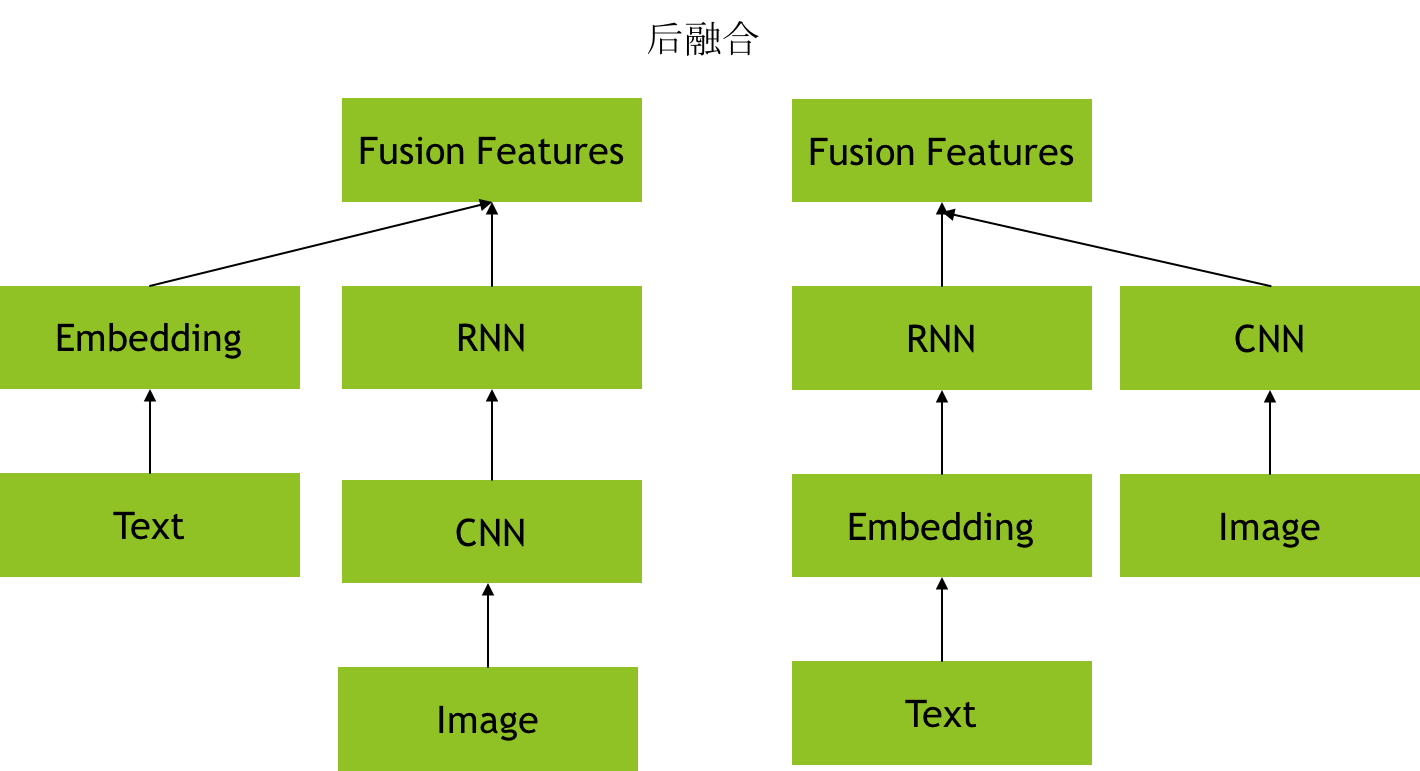 后融合
Fusion Features
Fusion Features
Embedding
RNN
RNN
CNN
Text
CNN
Embedding
Image
Image
Text